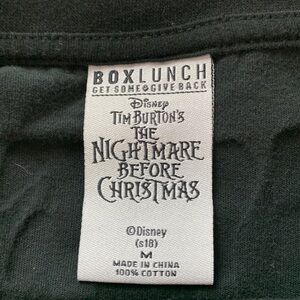 BOXLUNCH
GET SOME GIVE BACK
Disney
TIM BURTON'S
THE
NIGHTMARE
BEFORE
CHRISTMAS
©Disney
(s18)
M
MADE IN CHINA
100% COTTON